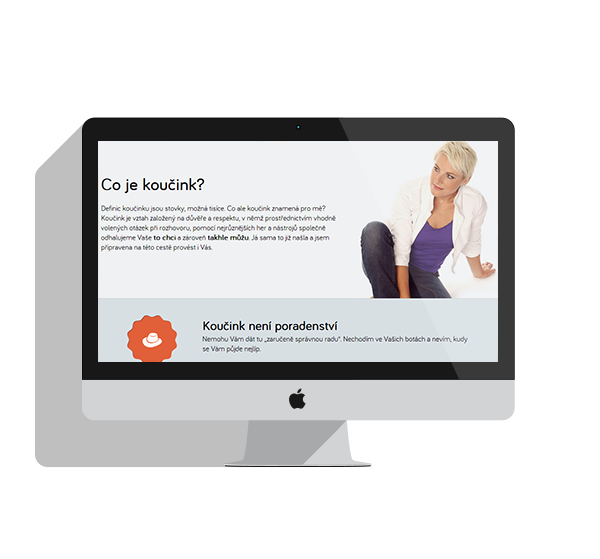 Co je koučink?
Definic koučinku jsou stovky, možná tisíce. Co ale koučink znamená pro mě?
Koučink je vztah založený na důvěře a respektu, v němž prostřednictvím vhodně
volených otázek při rozhovoru, pomocí nejrůznějších her a nástrojů společně
odhalujeme Vaše to chci a zároveň takhle můžu. Já sama to již našla a jsem
připravena na této cestě provést i Vás.
Koučink není poradenství
Nemohu Vám dát tu „zaručeně správnou radu“. Nechodím ve Vašich botách a nevím, kudy
se Vám půjde nejlíp.